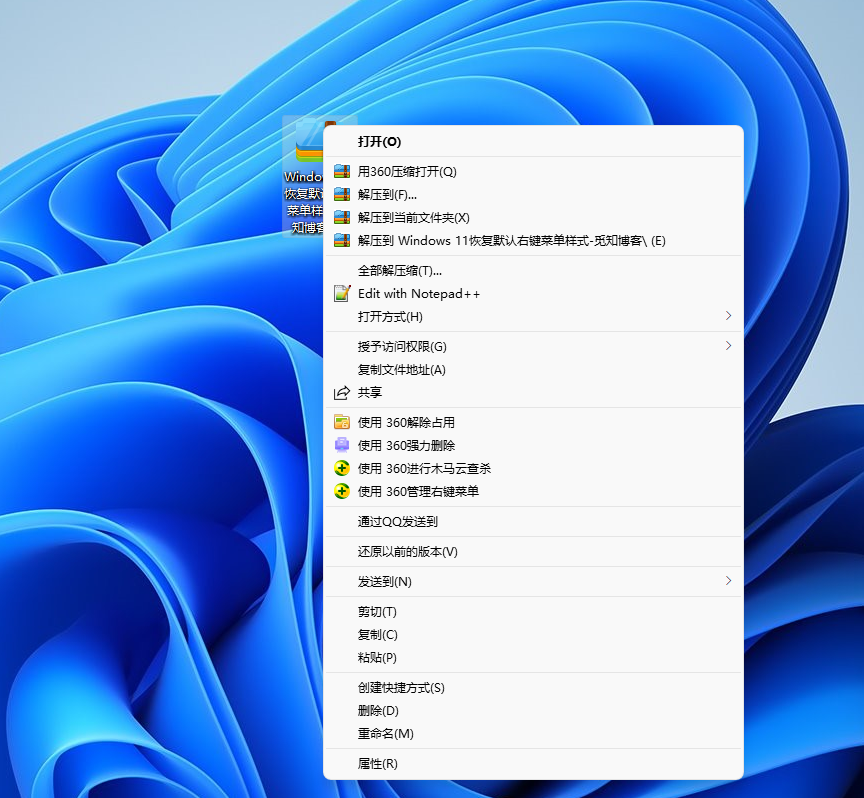 Windo
恢复默
菜单样
知博客
打开(O)
用360压缩打开(Q)
解压到(F)...
解压到当前文件夹(X)
解压到 Windows 11恢复默认右键菜单样式-觅知博客\ (E)
全部解压缩(T)...
Edit with Notepad++
打开方式(H)
授予访问权限(G)
复制文件地址(A)
共享
使用 360解除占用
使用 360强力删除
使用 360进行木马云查杀
使用 360管理右键菜单
通过QQ发送到
还原以前的版本(V)
发送到(N)
剪切(T)
复制(C)
粘贴(P)
创建快捷方式(S)
删除(D)
重命名(M)
属性(R)